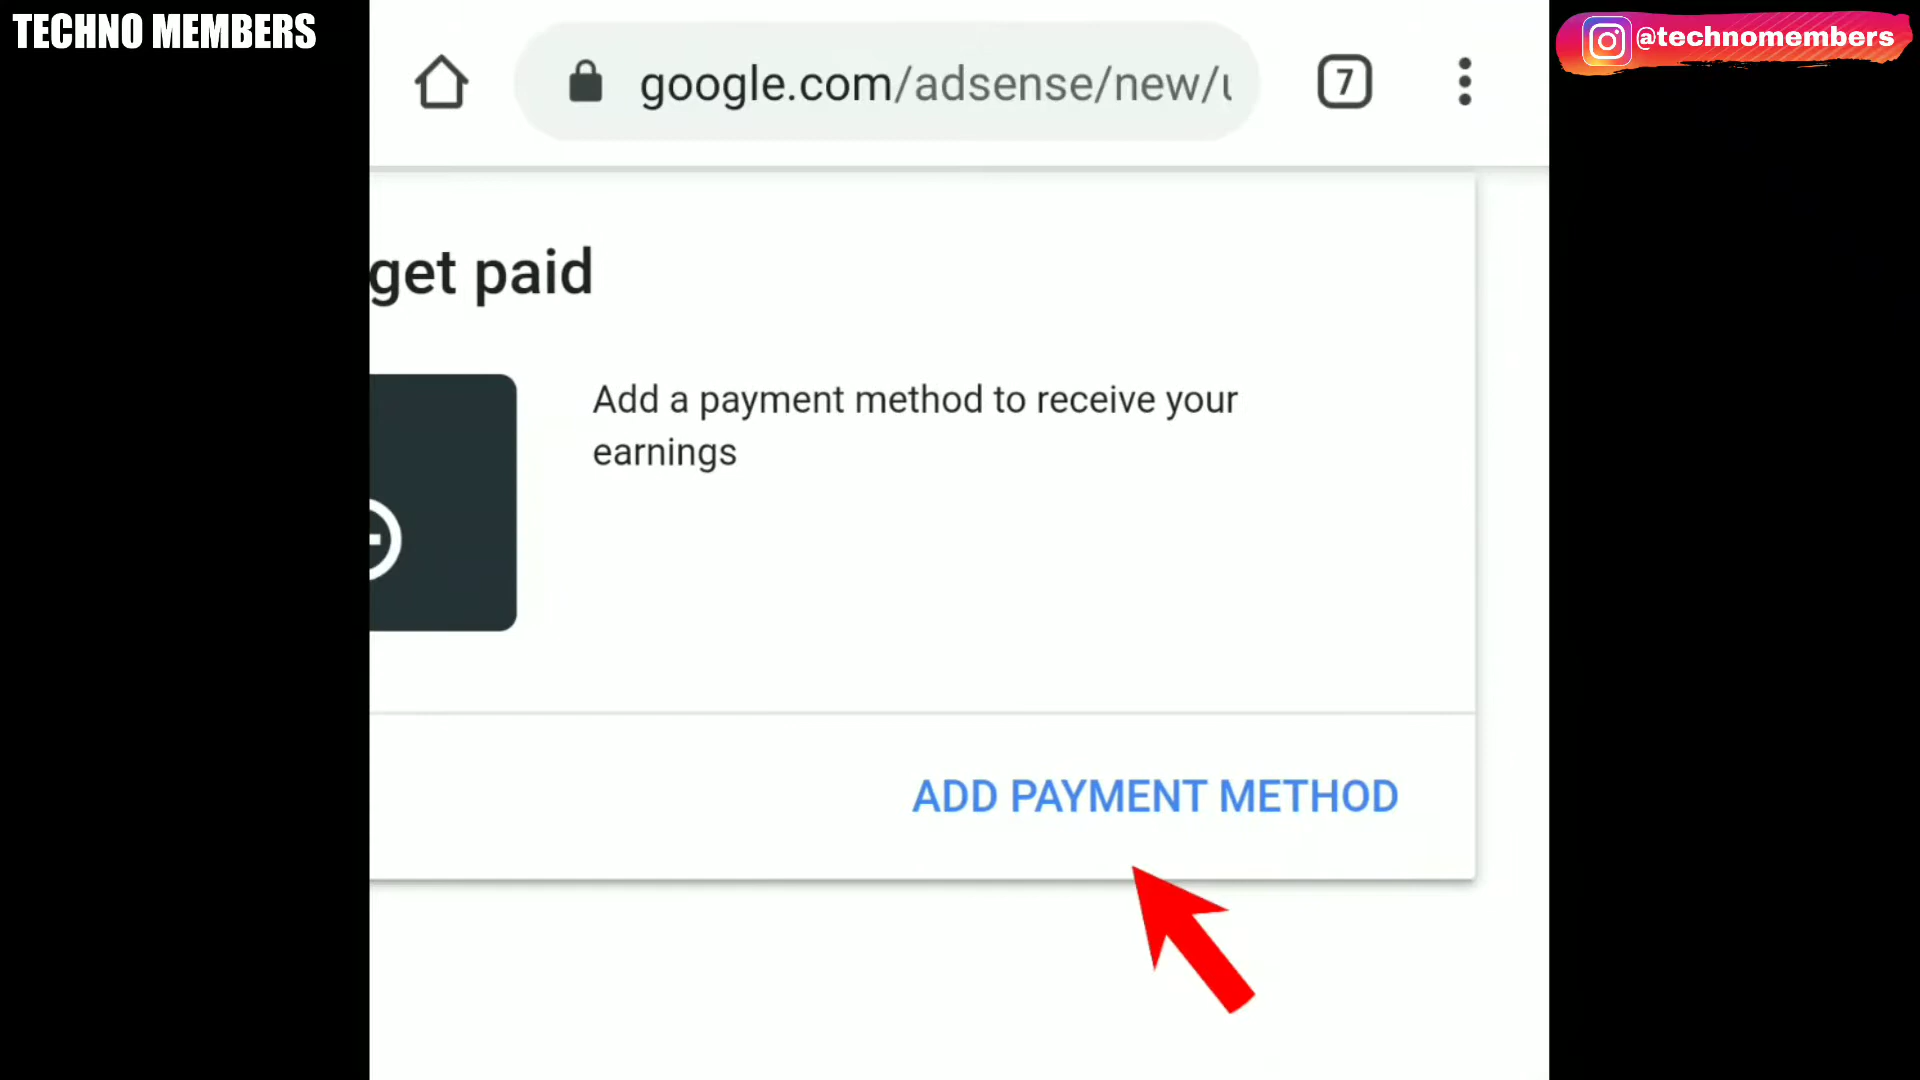 TECHNO MEMBERS
@technomembers
google.com/adsense/new/
7
get paid
Add a payment method to receive your
earnings
ADD PAYMENT METHOD